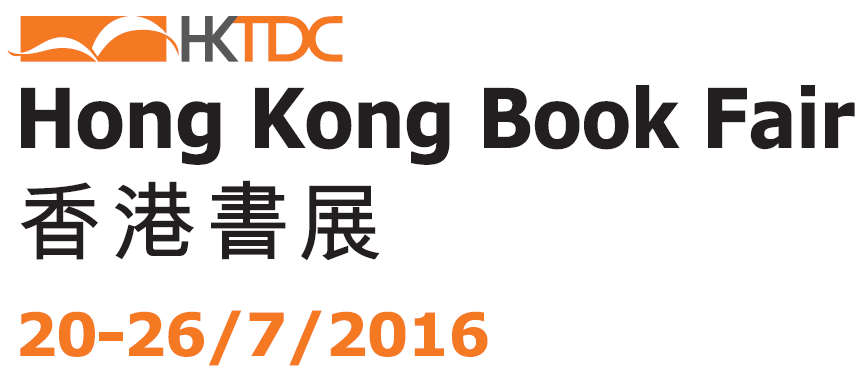 HKTDC
Hong Kong Book Fair
香港書展
20-26/7/2016